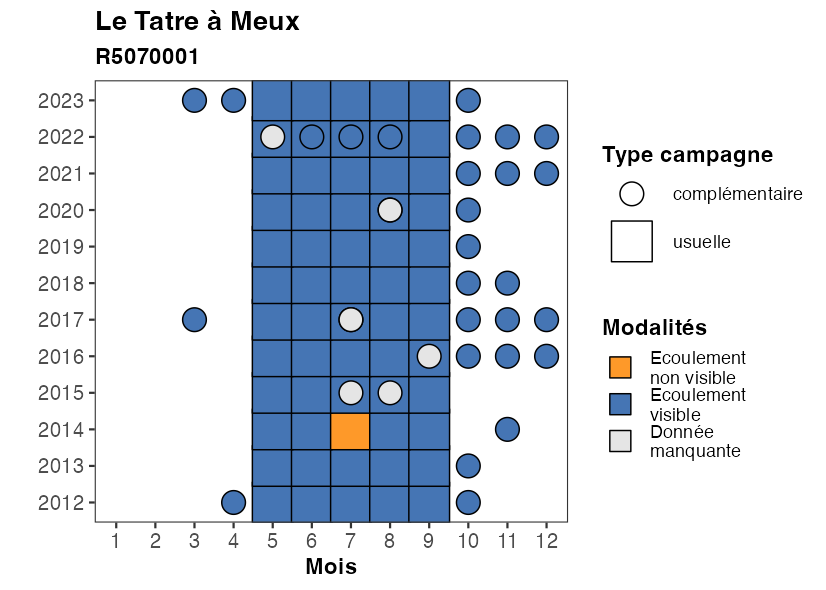 Le Tatre à Meux
R5070001
2023
2022
2021
2020
2019
2018
2017
2016
2015
2014
2013
2012
1 2 3 4 5 6 7 8 9 10 11 12
Mois
Type campagne
complémentaire
usuelle
Modalités
Ecoulement
non visible
Ecoulement
visible
Donnée
manquante